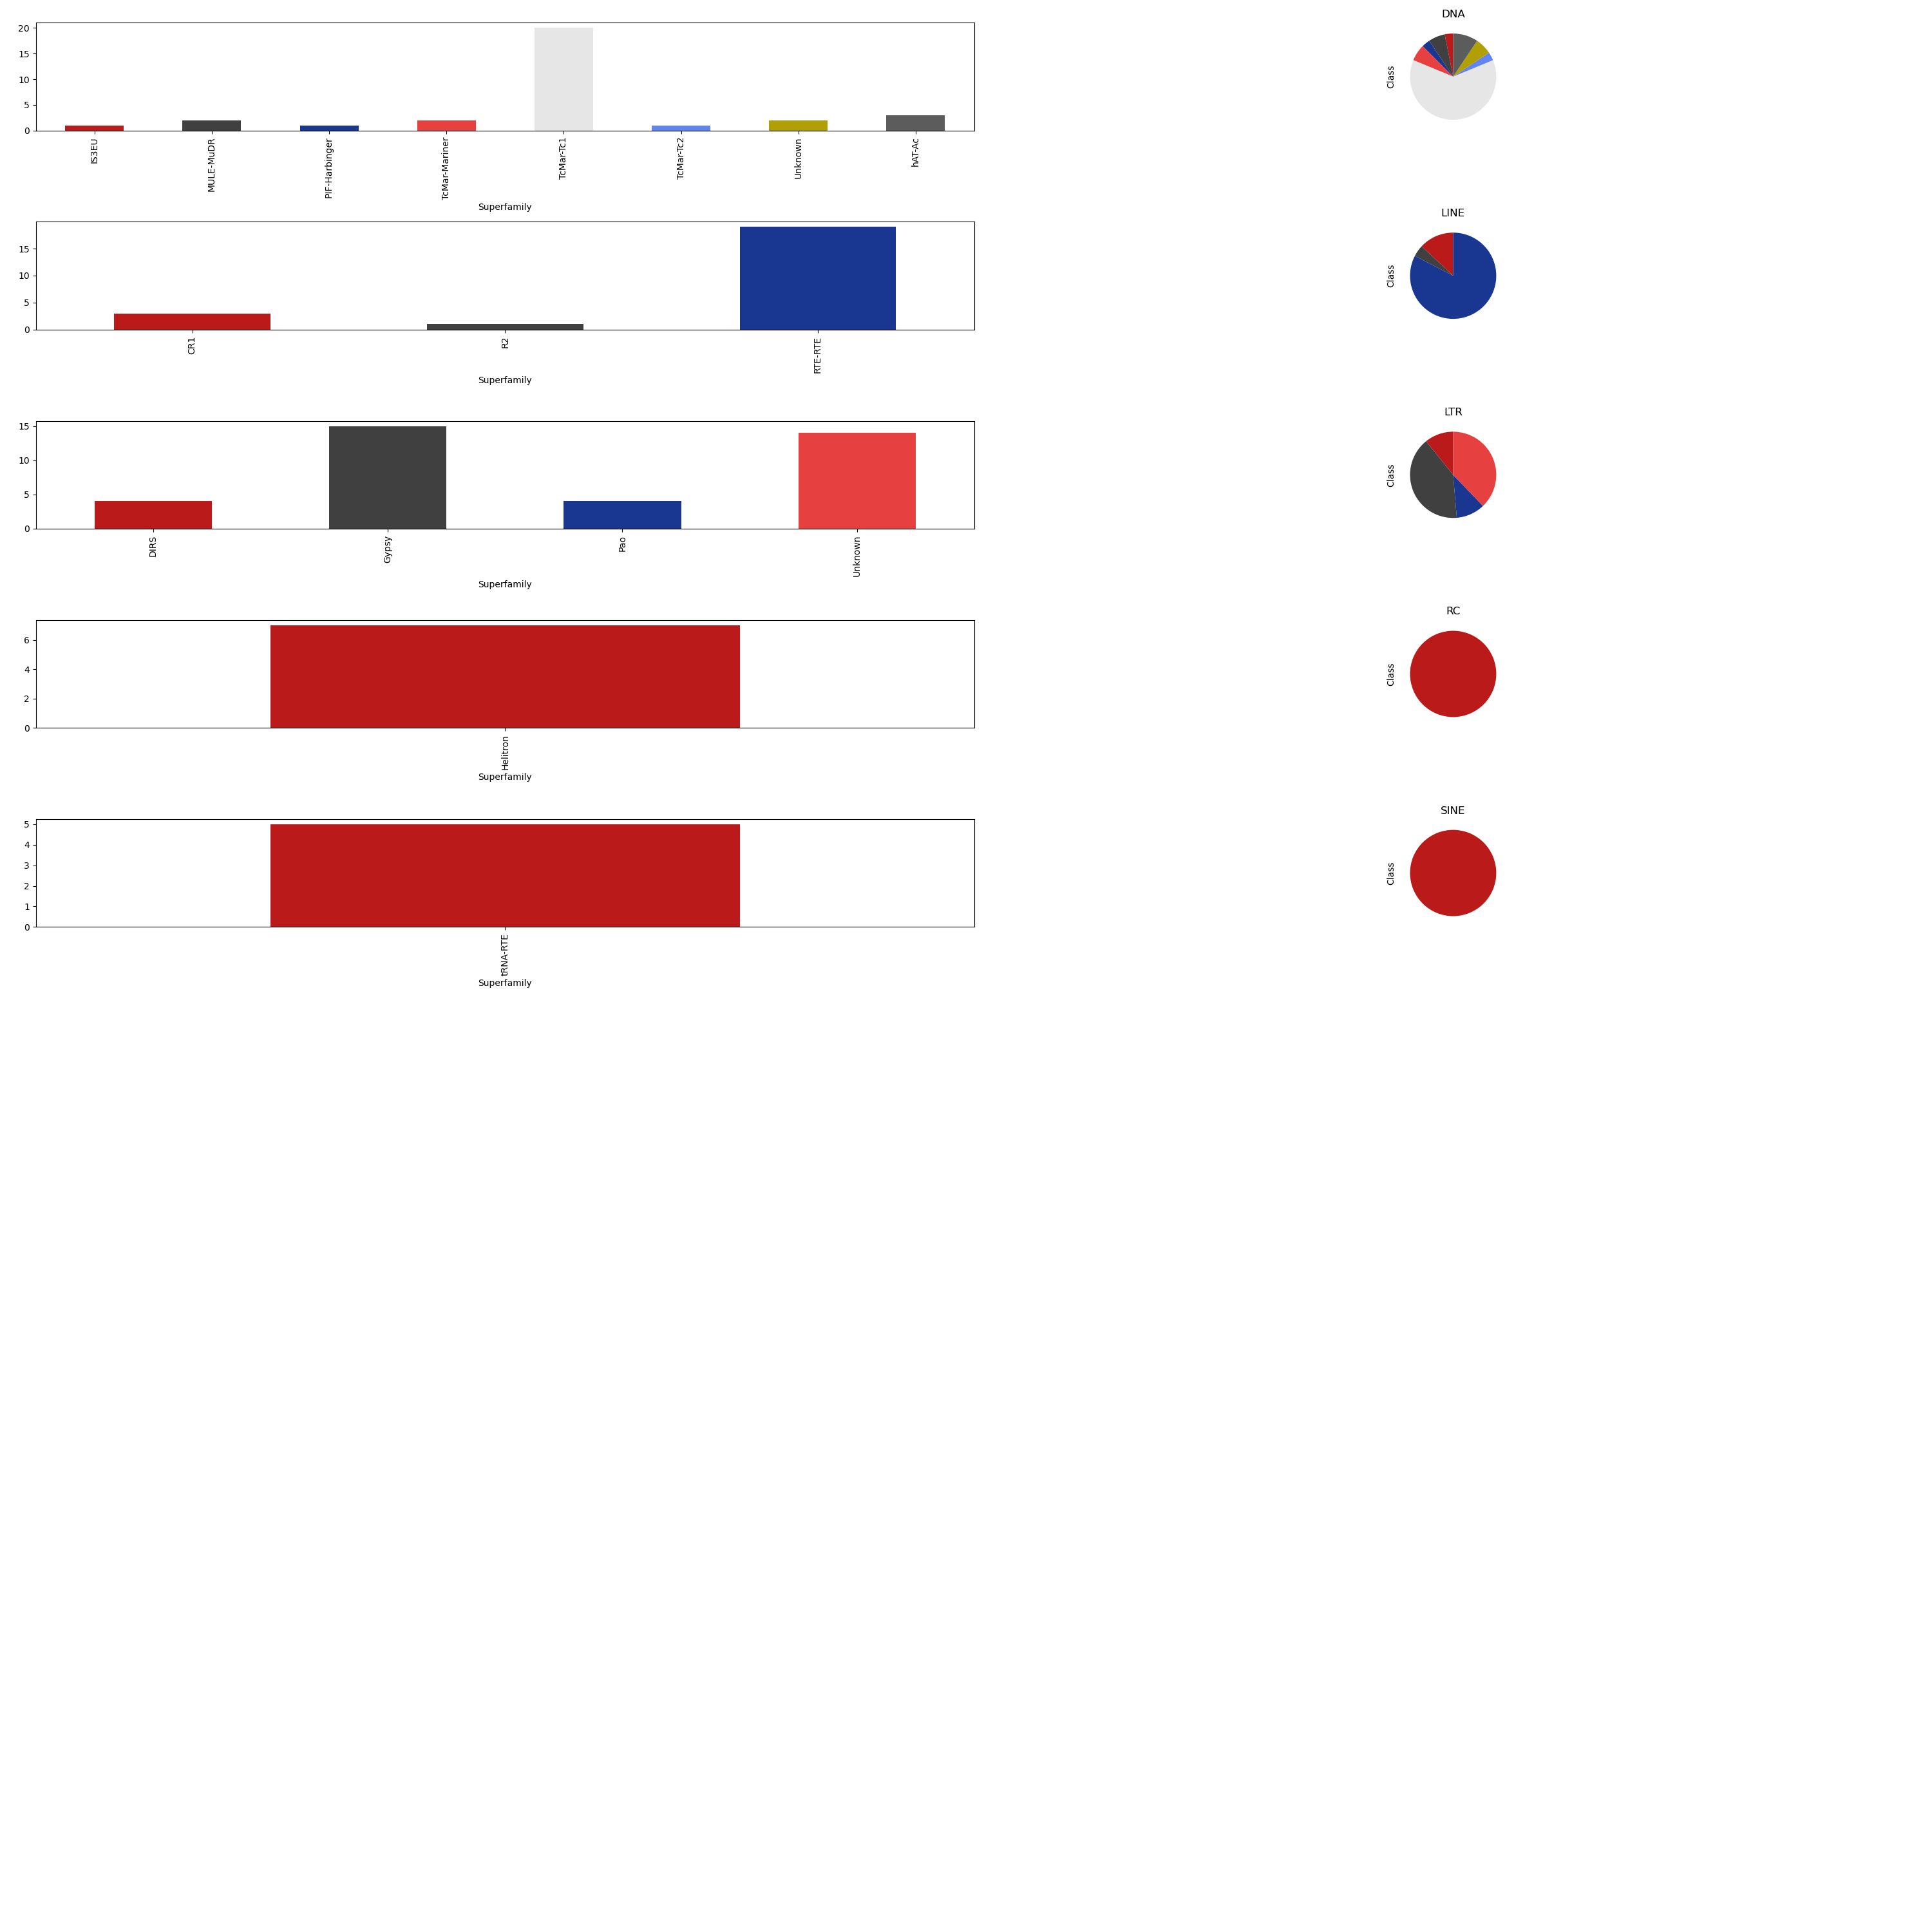 DNA
20
15
10
5
0
Class
IS3EU
MULE-MuDR
PIF-Harbinger
TcMar-Mariner
TcMar-Tc1
TcMar-Tc2
Unknown
hAT-Ac
Superfamily
LINE
15
10
5
0
Class
CR1
R2
RTE-RTE
Superfamily
LTR
15
10
5
0
Class
DIRS
Gypsy
Pao
Unknown
Superfamily
RC
6
4
2
0
Class
Helitron
Superfamily
SINE
5
4
3
2
1
0
Class
tRNA-RTE
Superfamily